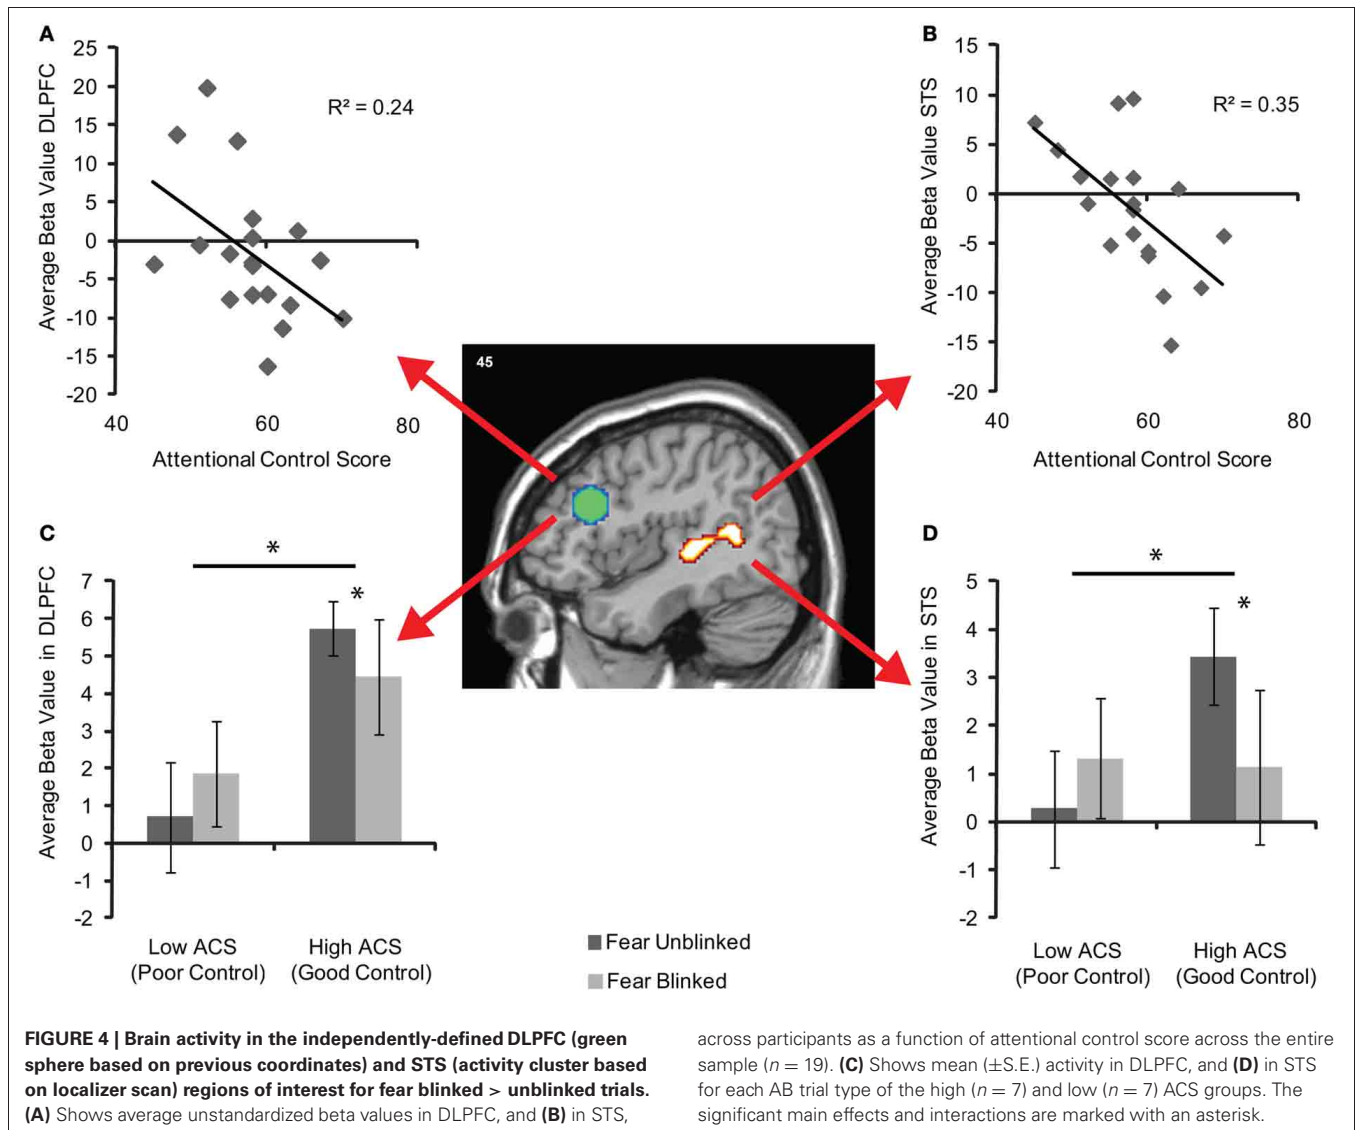 A
25
20
15
10
5
0
-5
-10
-15
-20
40
60
80
Average Beta Value DLPFC
R² = 0.24
Attentional Control Score
B
15
10
5
0
-5
-10
-15
-20
40
60
80
Average Beta Value STS
R² = 0.35
Attentional Control Score
45
C
7
6
5
4
3
2
1
0
-1
-2
Average Beta Value in DLPFC
*
*
Low ACS
(Poor Control)
High ACS
(Good Control)
Fear Unblinked
Fear Blinked
D
5
4
3
2
1
0
-1
-2
Average Beta Value in STS
*
*
Low ACS
(Poor Control)
High ACS
(Good Control)
FIGURE 4 | Brain activity in the independently-defined DLPFC (green
sphere based on previous coordinates) and STS (activity cluster based
on localizer scan) regions of interest for fear blinked > unblinked trials.
(A) Shows average unstandardized beta values in DLPFC, and (B) in STS,
across participants as a function of attentional control score across the entire
sample (n = 19). (C) Shows mean (±S.E.) activity in DLPFC, and (D) in STS
for each AB trial type of the high (n = 7) and low (n = 7) ACS groups. The
significant main effects and interactions are marked with an asterisk.